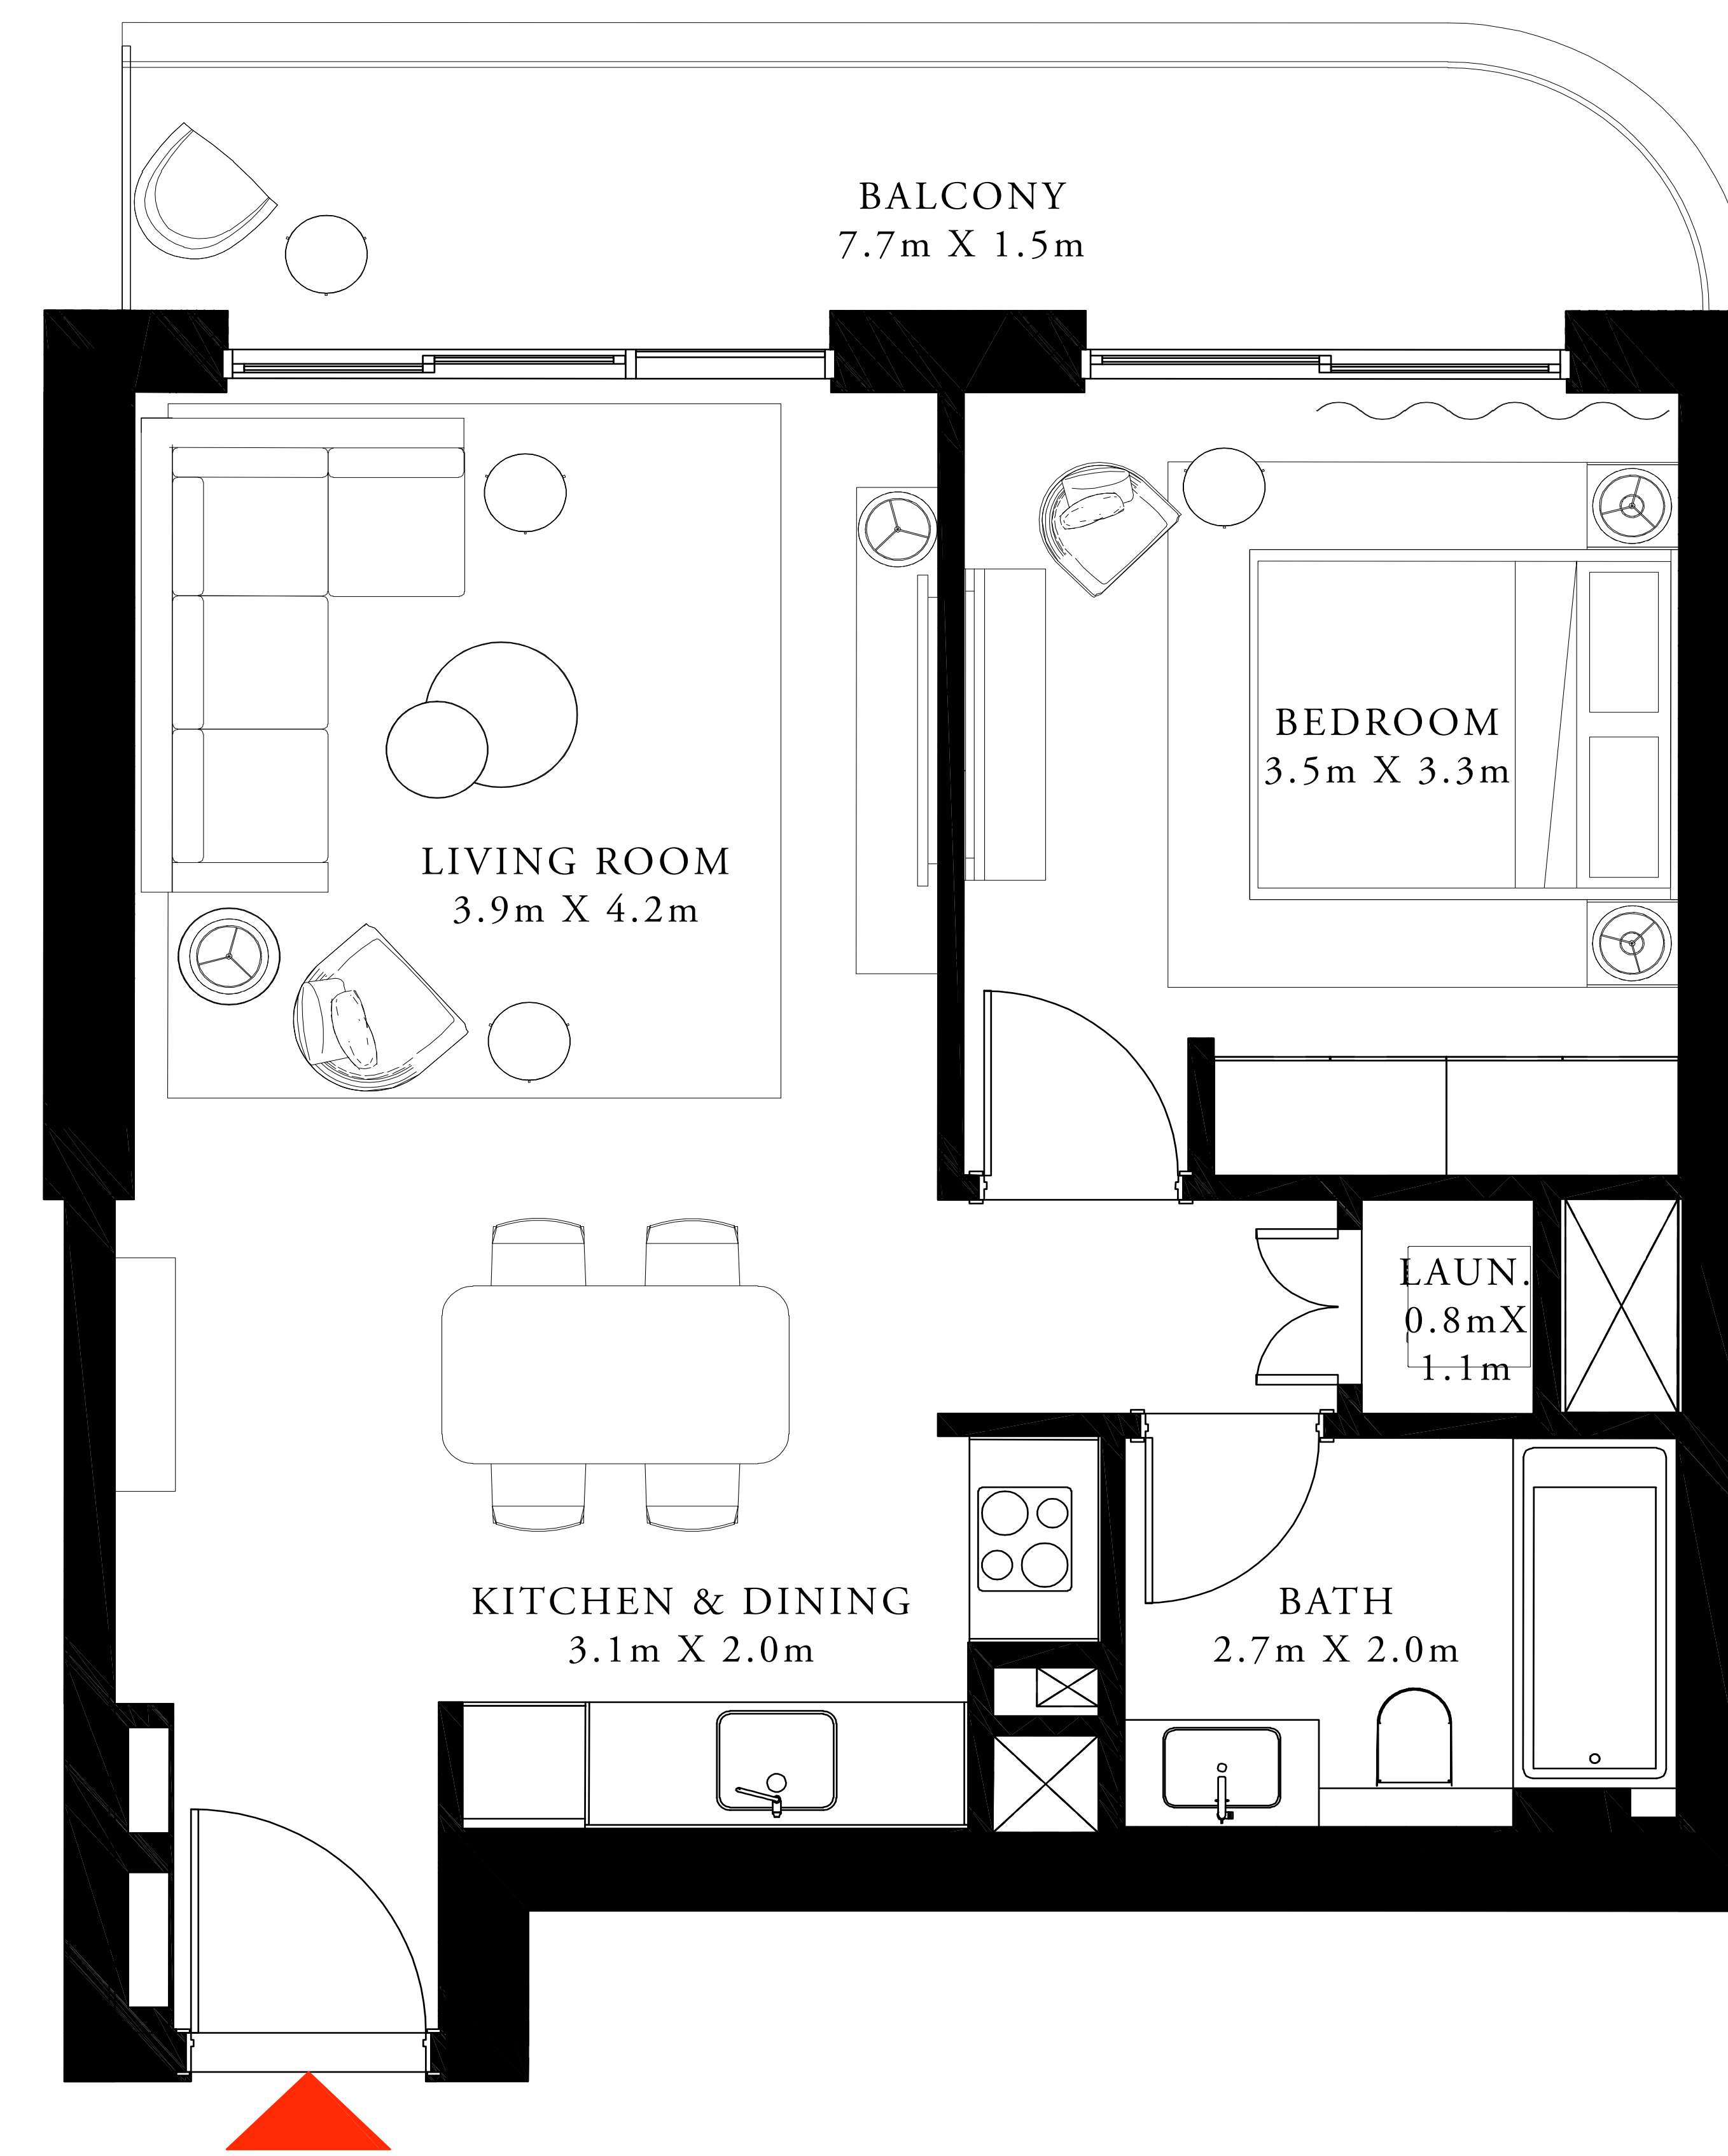 BALCONY
7.7m X 1.5m
BEDROOM
3.5m X 3.3m
LIVING ROOM
3.9m X 4.2m
LAUN.
0.8mX
1.1m
KITCHEN & DINING
3.1m X 2.0m
BATH
2.7m X 2.0m